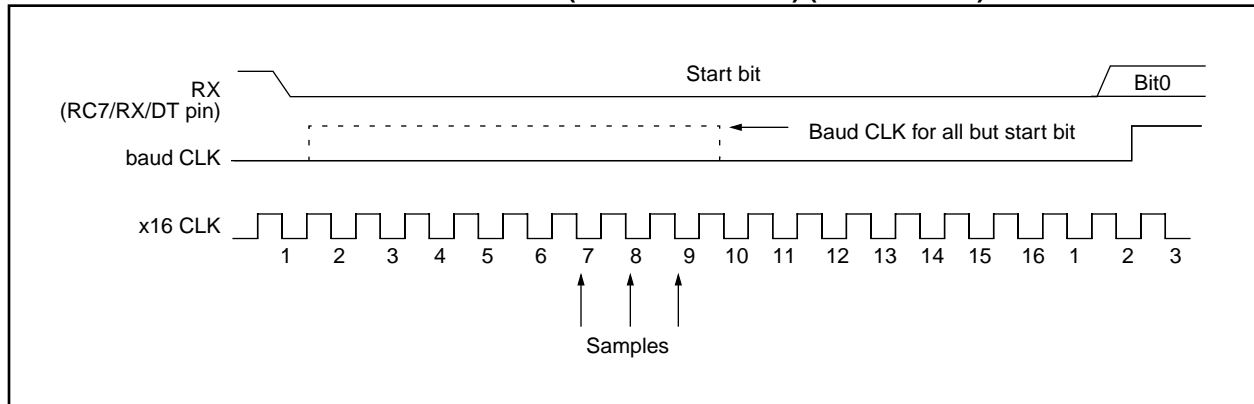 Start bit
Bit0
RX
(RC7/RX/DT pin)
Baud CLK for all but start bit
baud CLK
x16 CLK
1 2 3 4 5 6 7 8 9 10 11 12 13 14 15 16 1 2 3
Samples